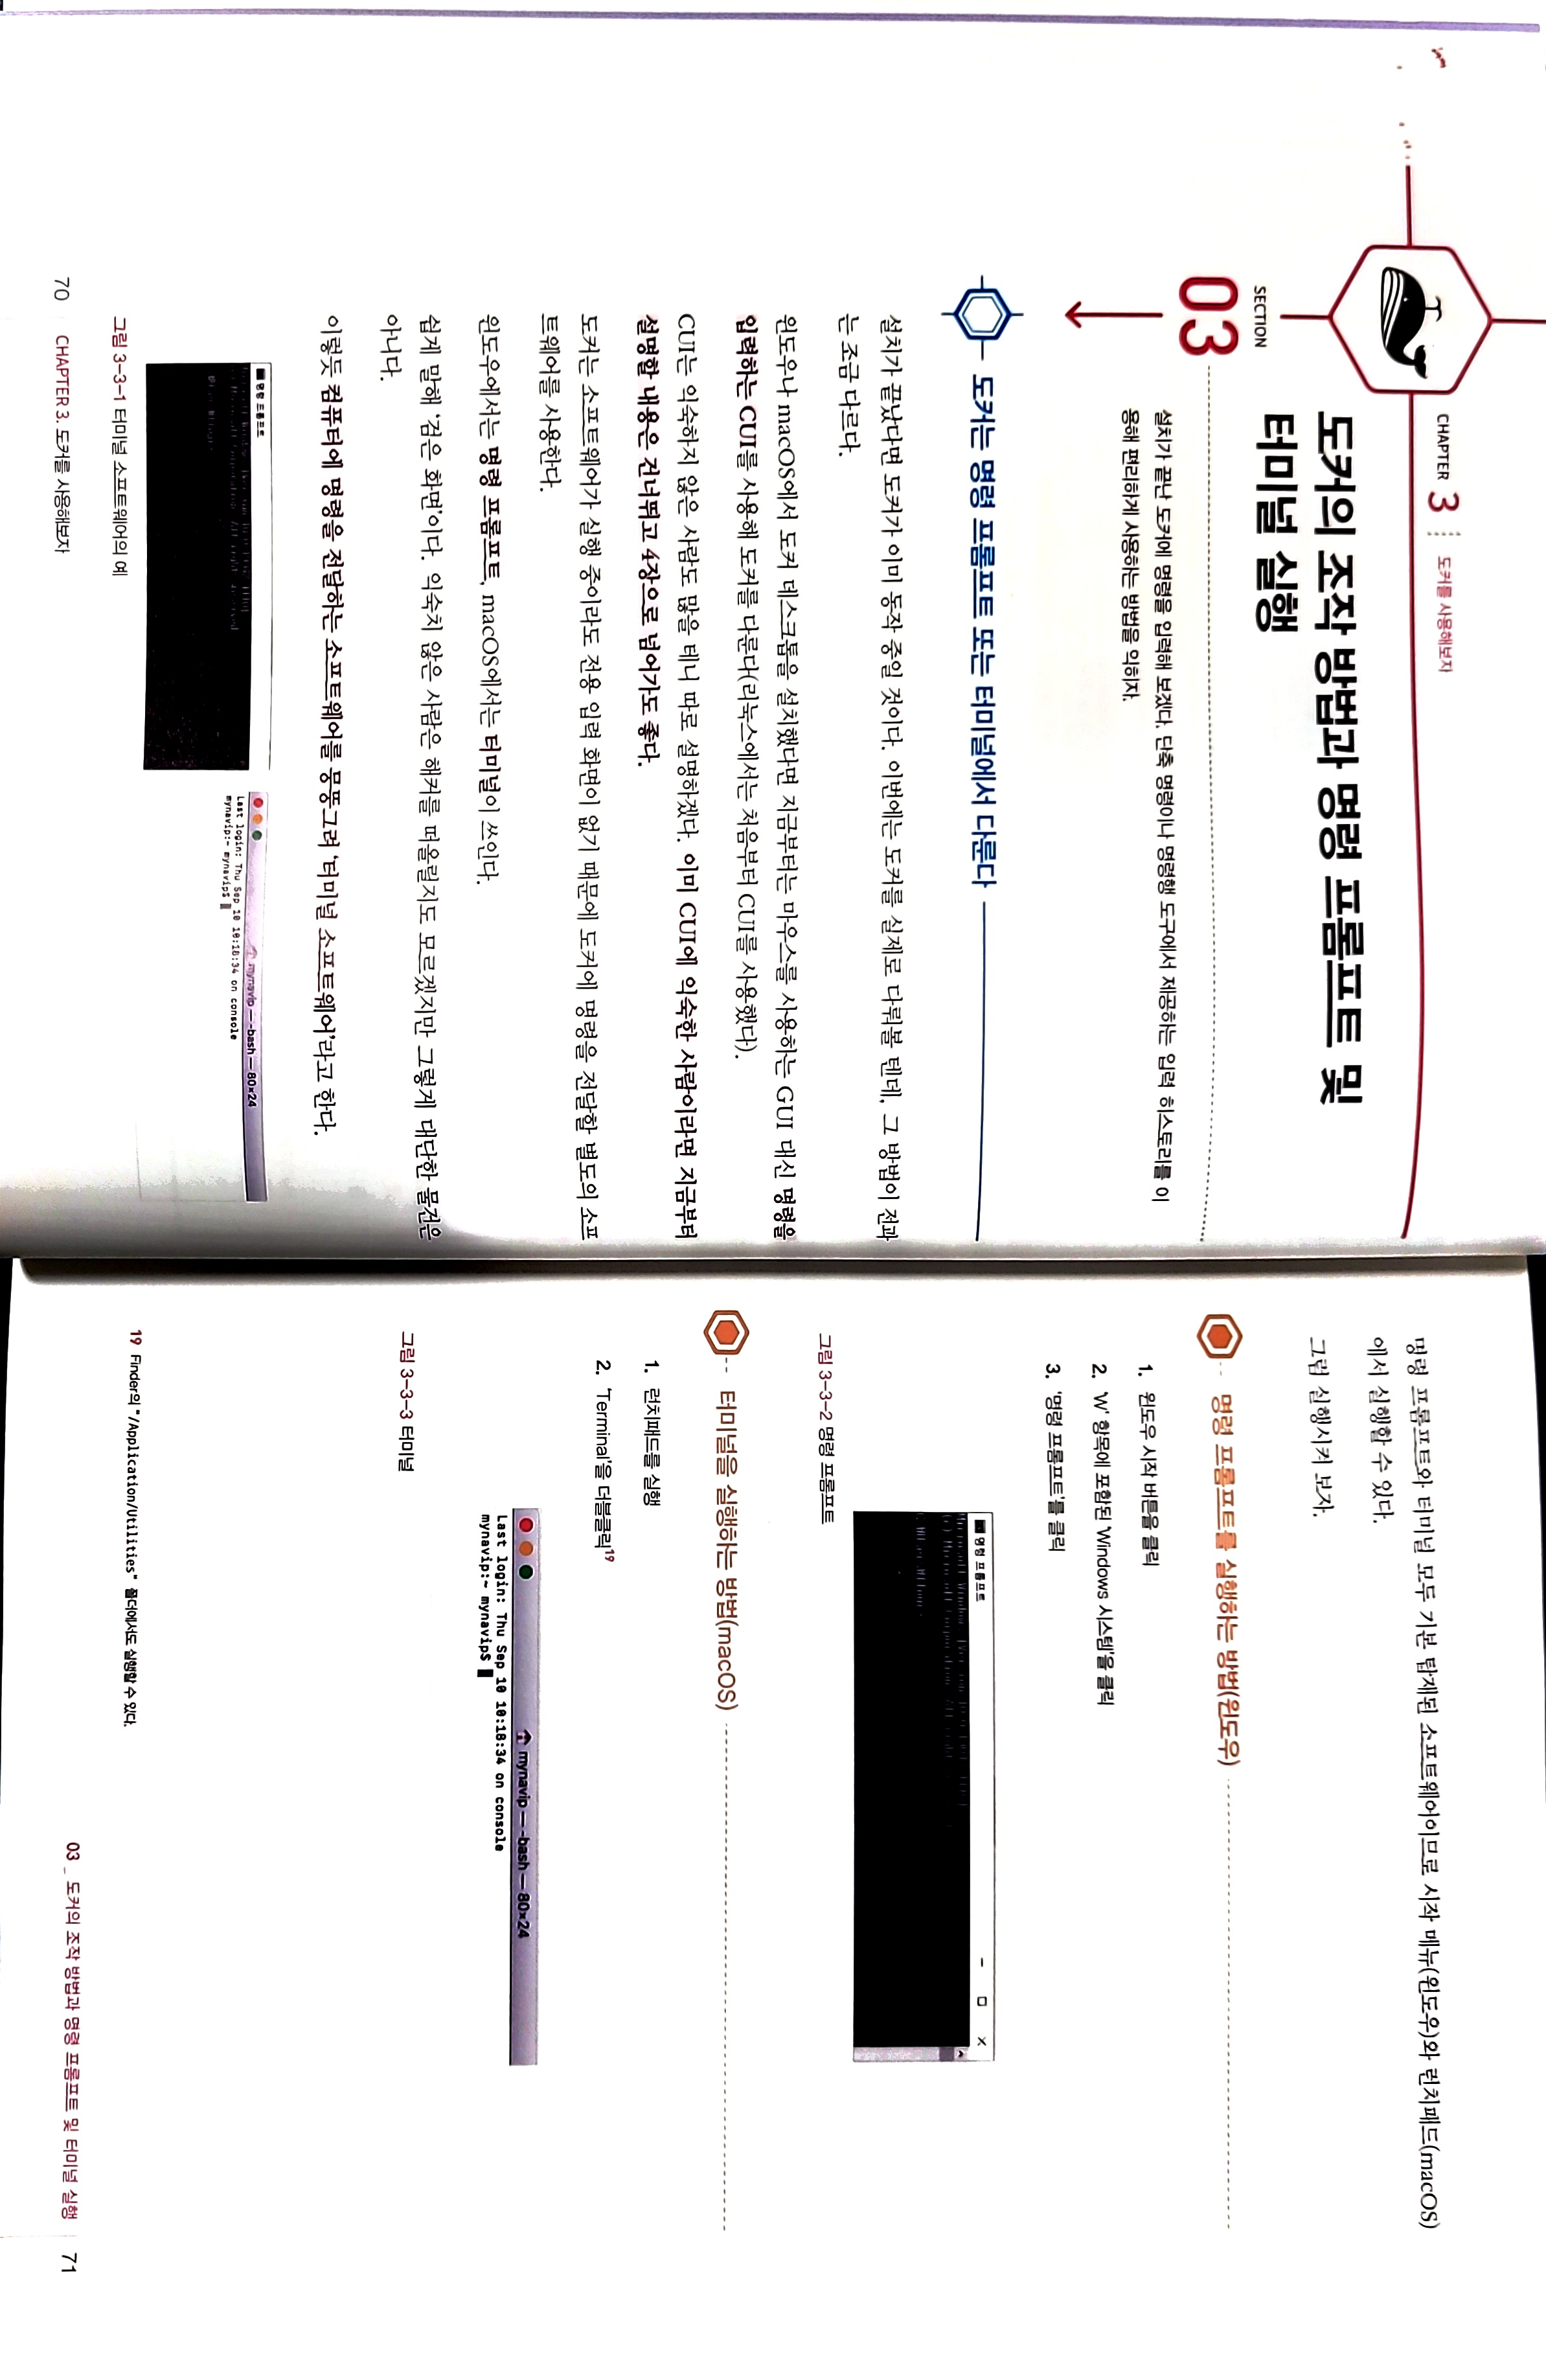 CHAPTER 3 도커를 사용해보자
도커의 조작 방법과 명령 프롬프트 및
터미널 실행
SECTION
03
설치가 끝난 도커에 명령을 입력해 보겠다. 단축 명령이나 명령행 도구에서 제공하는 입력 히스토리를 이
용해 편리하게 사용하는 방법을 익히자.
도커는 명령 프롬프트 또는 터미널에서 다룬다
설치가 끝났다면 도커가 이미 동작 중일 것이다. 이번에는 도커를 실제로 다뤄볼 텐데, 그 방법이 전과
는 조금 다르다.
윈도우나 macOS에서 도커 데스크톱을 설치했다면 지금부터는 마우스를 사용하는 GUI 대신 명령을
입력하는 CUI를 사용해 도커를 다룬다(리눅스에서는 처음부터 CUI를 사용했다).
CUI는 익숙하지 않은 사람도 많을 테니 따로 설명하겠다. 이미 CUI에 익숙한 사람이라면 지금부터
설명할 내용은 건너뛰고 4장으로 넘어가도 좋다.
도커는 소프트웨어가 실행 중이라도 전용 입력 화면이 없기 때문에 도커에 명령을 전달할 별도의 소프
트웨어를 사용한다.
윈도우에서는 명령 프롬프트, macOS에서는 터미널이 쓰인다.
쉽게 말해 ‘검은 화면’이다. 익숙치 않은 사람은 해커를 떠올릴지도 모르겠지만 그렇게 대단한 물건은
아니다.
이렇듯 컴퓨터에 명령을 전달하는 소프트웨어를 뭉뚱그려 ‘터미널 소프트웨어’라고 한다.
명령 프롬프트
mynavip — -bash — 80×24
Last login: Thu Sep 10 10:18:34 on console
mynavip:~ mynavip$
그림 3-3-1 터미널 소프트웨어의 예
70 CHAPTER 3. 도커를 사용해보자
명령 프롬프트와 터미널 모두 기본 탑재된 소프트웨어이므로 시작 메뉴(윈도우)와 런치패드(macOS)
에서 실행할 수 있다.
그럼 실행시켜 보자.
명령 프롬프트를 실행하는 방법(윈도우)
1. 윈도우 시작 버튼을 클릭
2. ‘W’ 항목에 포함된 ‘Windows 시스템’을 클릭
3. ‘명령 프롬프트’를 클릭
명령 프롬프트
그림 3-3-2 명령 프롬프트
터미널을 실행하는 방법(macOS)
1. 런치패드를 실행
2. ‘Terminal’을 더블클릭19
mynavip — -bash — 80×24
Last login: Thu Sep 10 10:18:34 on console
mynavip:~ mynavip$
그림 3-3-3 터미널
19 Finder의 "/Application/Utilities" 폴더에서도 실행할 수 있다.
03 _ 도커의 조작 방법과 명령 프롬프트 및 터미널 실행 71